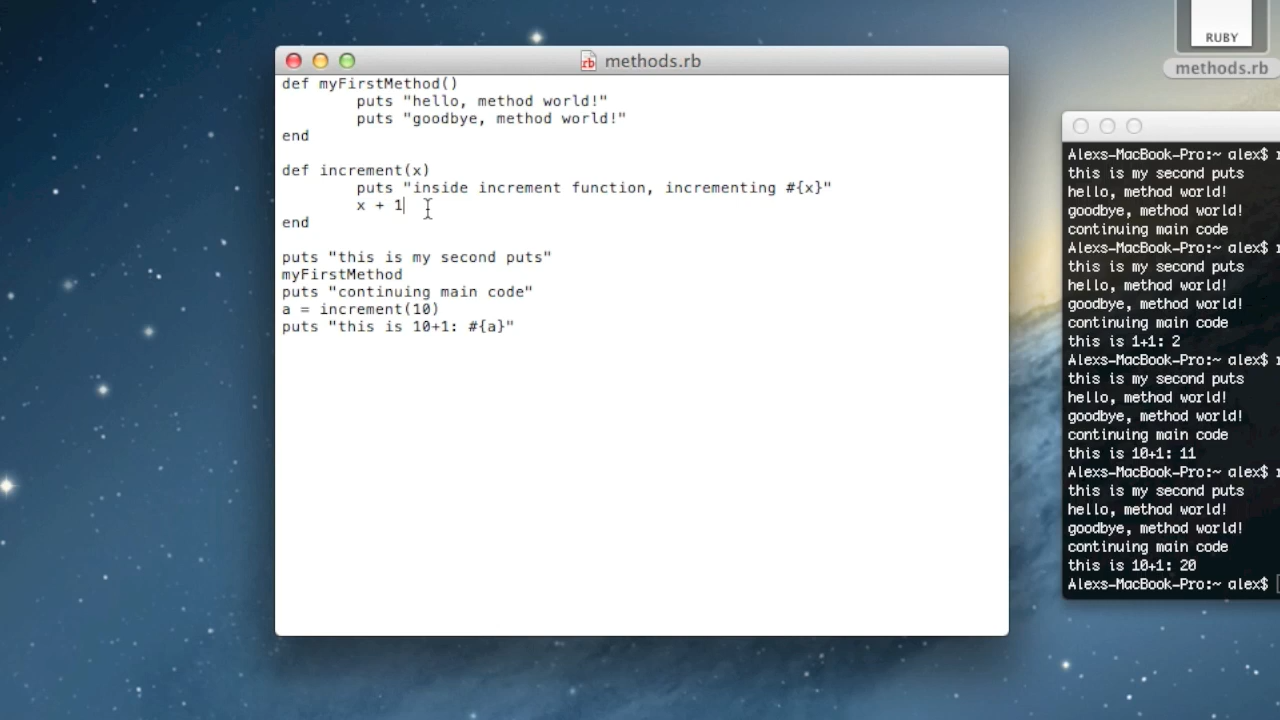 RUBY
methods.rb
methods.rb
def myFirstMethod()
puts "hello, method world!"
puts "goodbye, method world!"
end
def increment(x)
puts "inside increment function, incrementing #{x}"
x + 1
end
puts "this is my second puts"
myFirstMethod
puts "continuing main code"
a = increment(10)
puts "this is 10+1: #{a}"
Alexs-MacBook-Pro:~ alex$
this is my second puts
hello, method world!
goodbye, method world!
continuing main code
Alexs-MacBook-Pro:~ alex$
this is my second puts
hello, method world!
goodbye, method world!
continuing main code
this is 1+1: 2
Alexs-MacBook-Pro:~ alex$
this is my second puts
hello, method world!
goodbye, method world!
continuing main code
this is 10+1: 11
Alexs-MacBook-Pro:~ alex$
this is my second puts
hello, method world!
goodbye, method world!
continuing main code
this is 10+1: 20
Alexs-MacBook-Pro:~ alex$